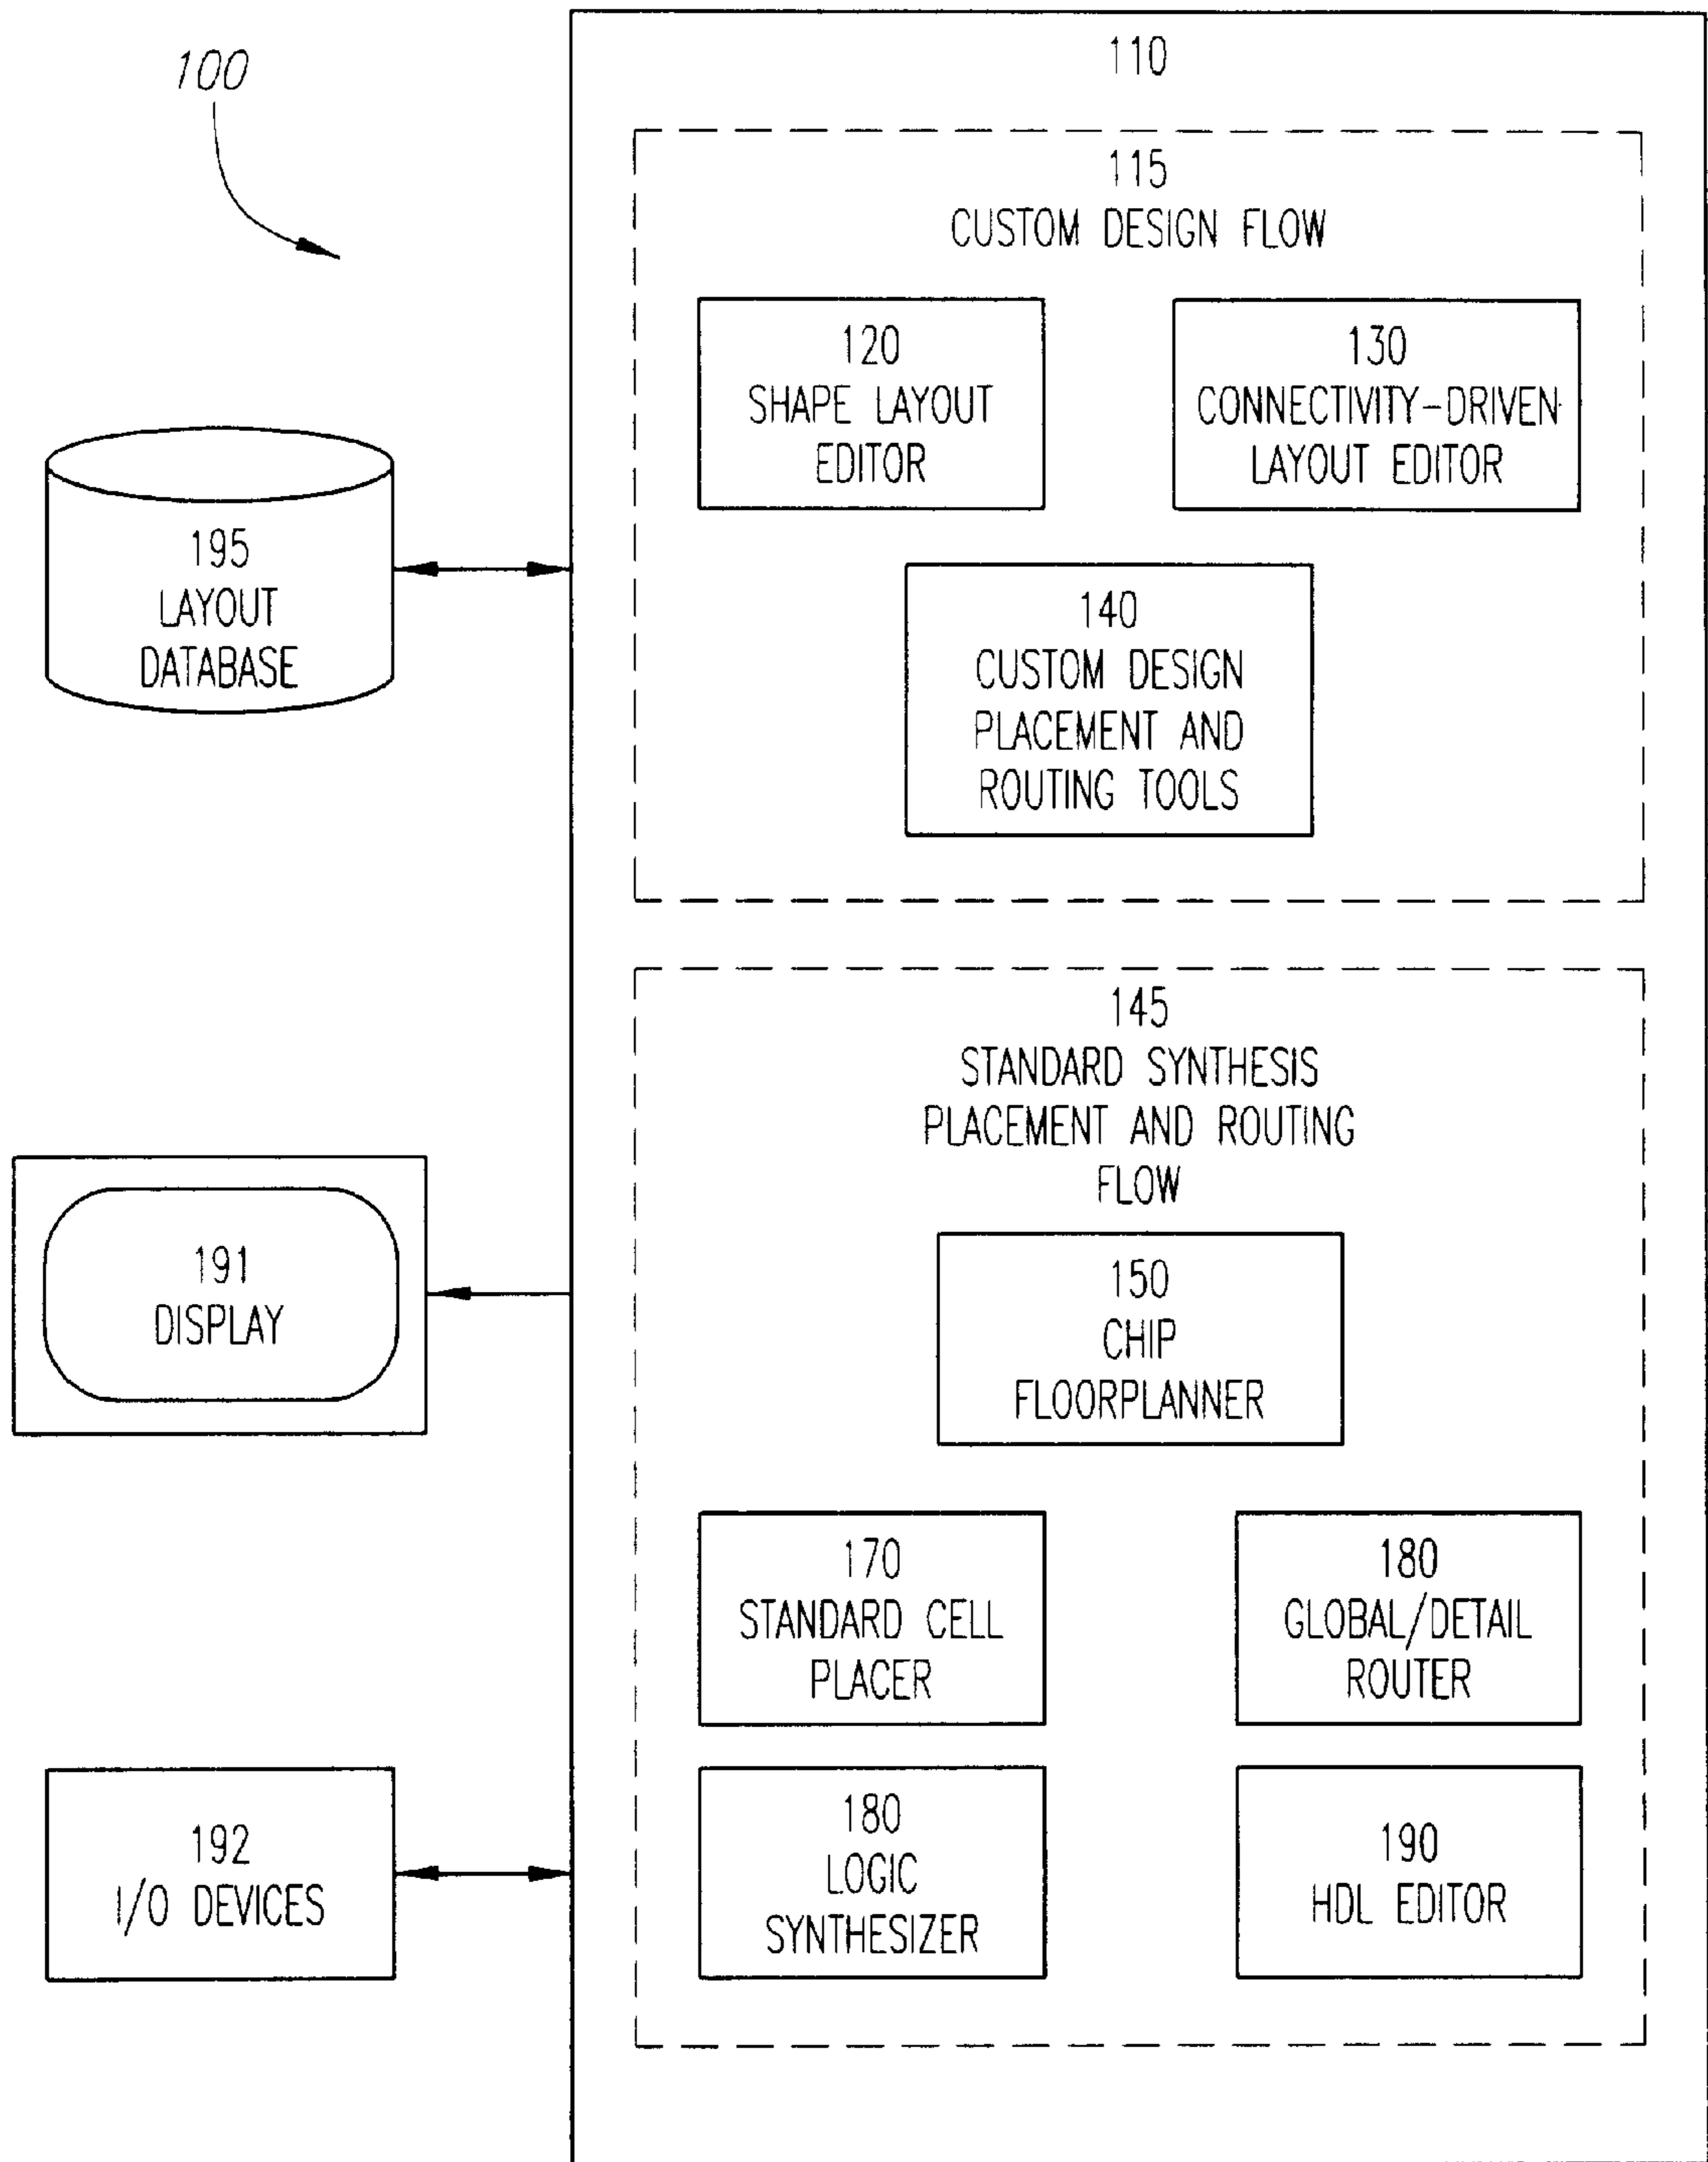 100
110
115
CUSTOM DESIGN FLOW
120
SHAPE LAYOUT
EDITOR
130
CONNECTIVITY-DRIVEN
LAYOUT EDITOR
140
CUSTOM DESIGN
PLACEMENT AND
ROUTING TOOLS
195
LAYOUT
DATABASE
145
STANDARD SYNTHESIS
PLACEMENT AND ROUTING
FLOW
150
CHIP
FLOORPLANNER
191
DISPLAY
170
STANDARD CELL
PLACER
180
GLOBAL/DETAIL
ROUTER
180
LOGIC
SYNTHESIZER
190
HDL EDITOR
192
I/O DEVICES